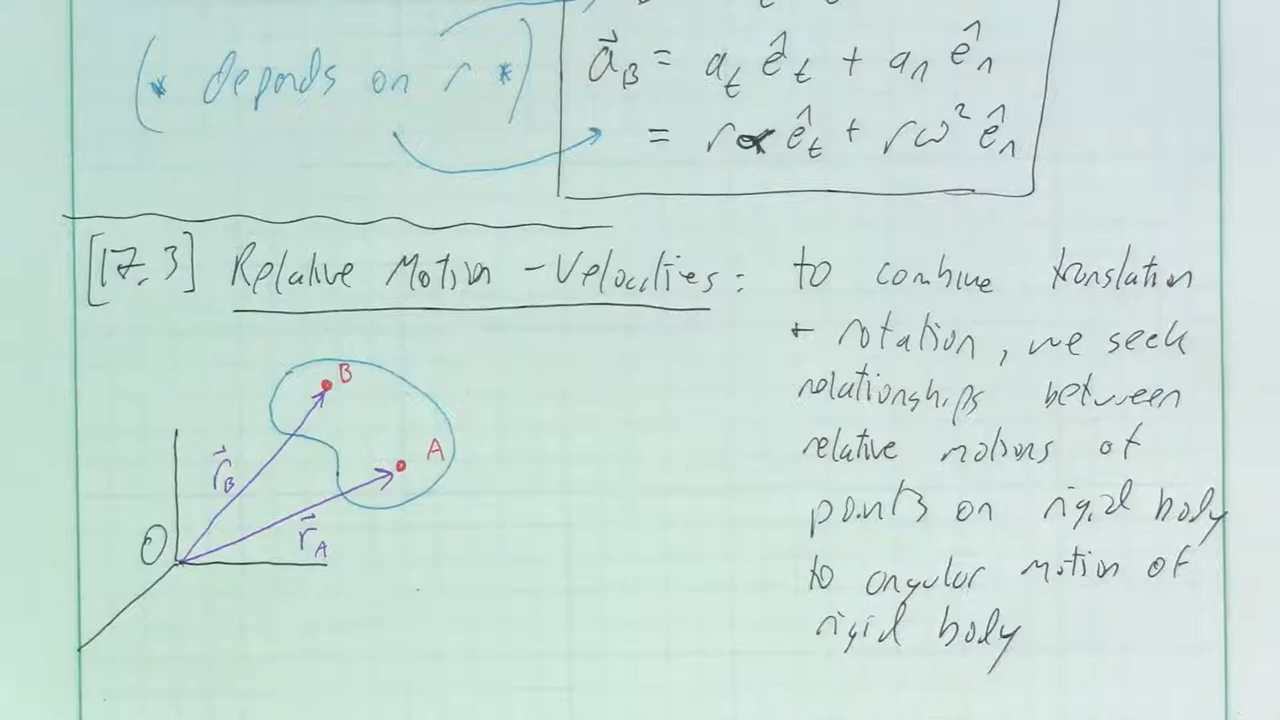 (* depends on r *)
a⃗_B = a_t ê_t + a_n ê_n
= rα ê_t + rω² ê_n
[17.3] Relative Motion - Velocities:
to combine translation
+ rotation, we seek
relationships between
relative motions of
points on rigid body
to angular motion of
rigid body
B
A
r⃗_B
r⃗_A
O